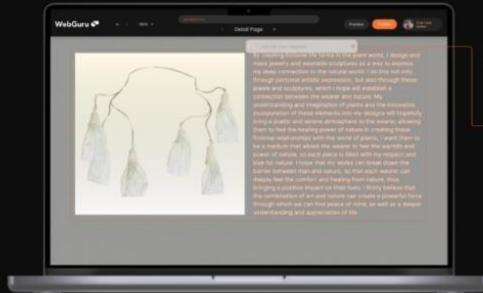 WebGuru
100%
Detail Page
Preview
By creating fictional life forms in the plant world, I design and
make jewelry and wearable sculptures as a way to express
my deep connection to the natural world. I do this not only
through personal artistic expression, but also through these
jewels and sculptures, which I hope will establish a
connection between the wearer and nature. My
understanding and imagination of plants and the innovative
incorporation of these elements into my designs will hopefully
bring a poetic and serene atmosphere to the wearer, allowing
them to feel the healing power of nature.In creating these
fictional relationships with the world of plants, I want them to
be a medium that allows the wearer to feel the warmth and
power of nature, so each piece is filled with my respect and
love for nature. I hope that my works can break down the
barrier between man and nature, so that each wearer can
deeply feel the comfort and healing from nature, thus
bringing a positive impact on their lives. I firmly believe that
the combination of art and nature can create a powerful force
through which we can find peace of mind, as well as a deeper
understanding and appreciation of life.